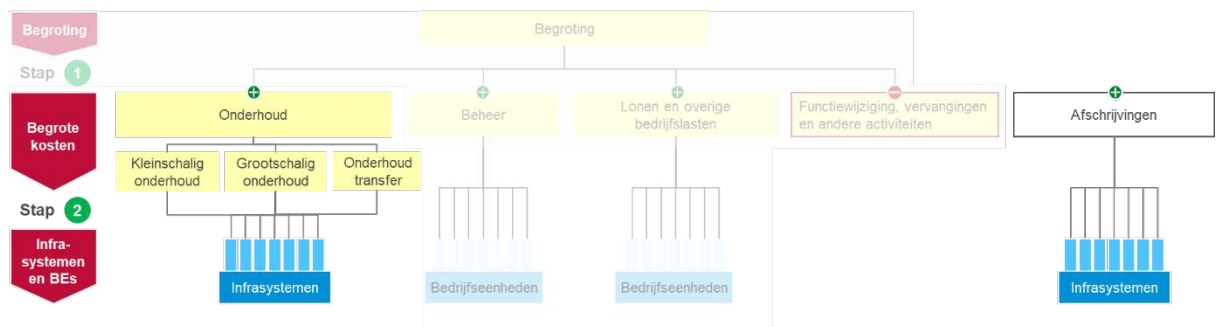 Begroting
Begroting
Stap 1
Begrote
kosten
Onderhoud
Beheer
Lonen en overige
bedrijfslasten
Functiewijziging, vervangingen
en andere activiteiten
Afschrijvingen
Kleinschalig
onderhoud
Grootschalig
onderhoud
Onderhoud
transfer
Stap 2
Infra-
systemen
en BEs
Infrasystemen
Bedrijfseenheden
Bedrijfseenheden
Infrasystemen